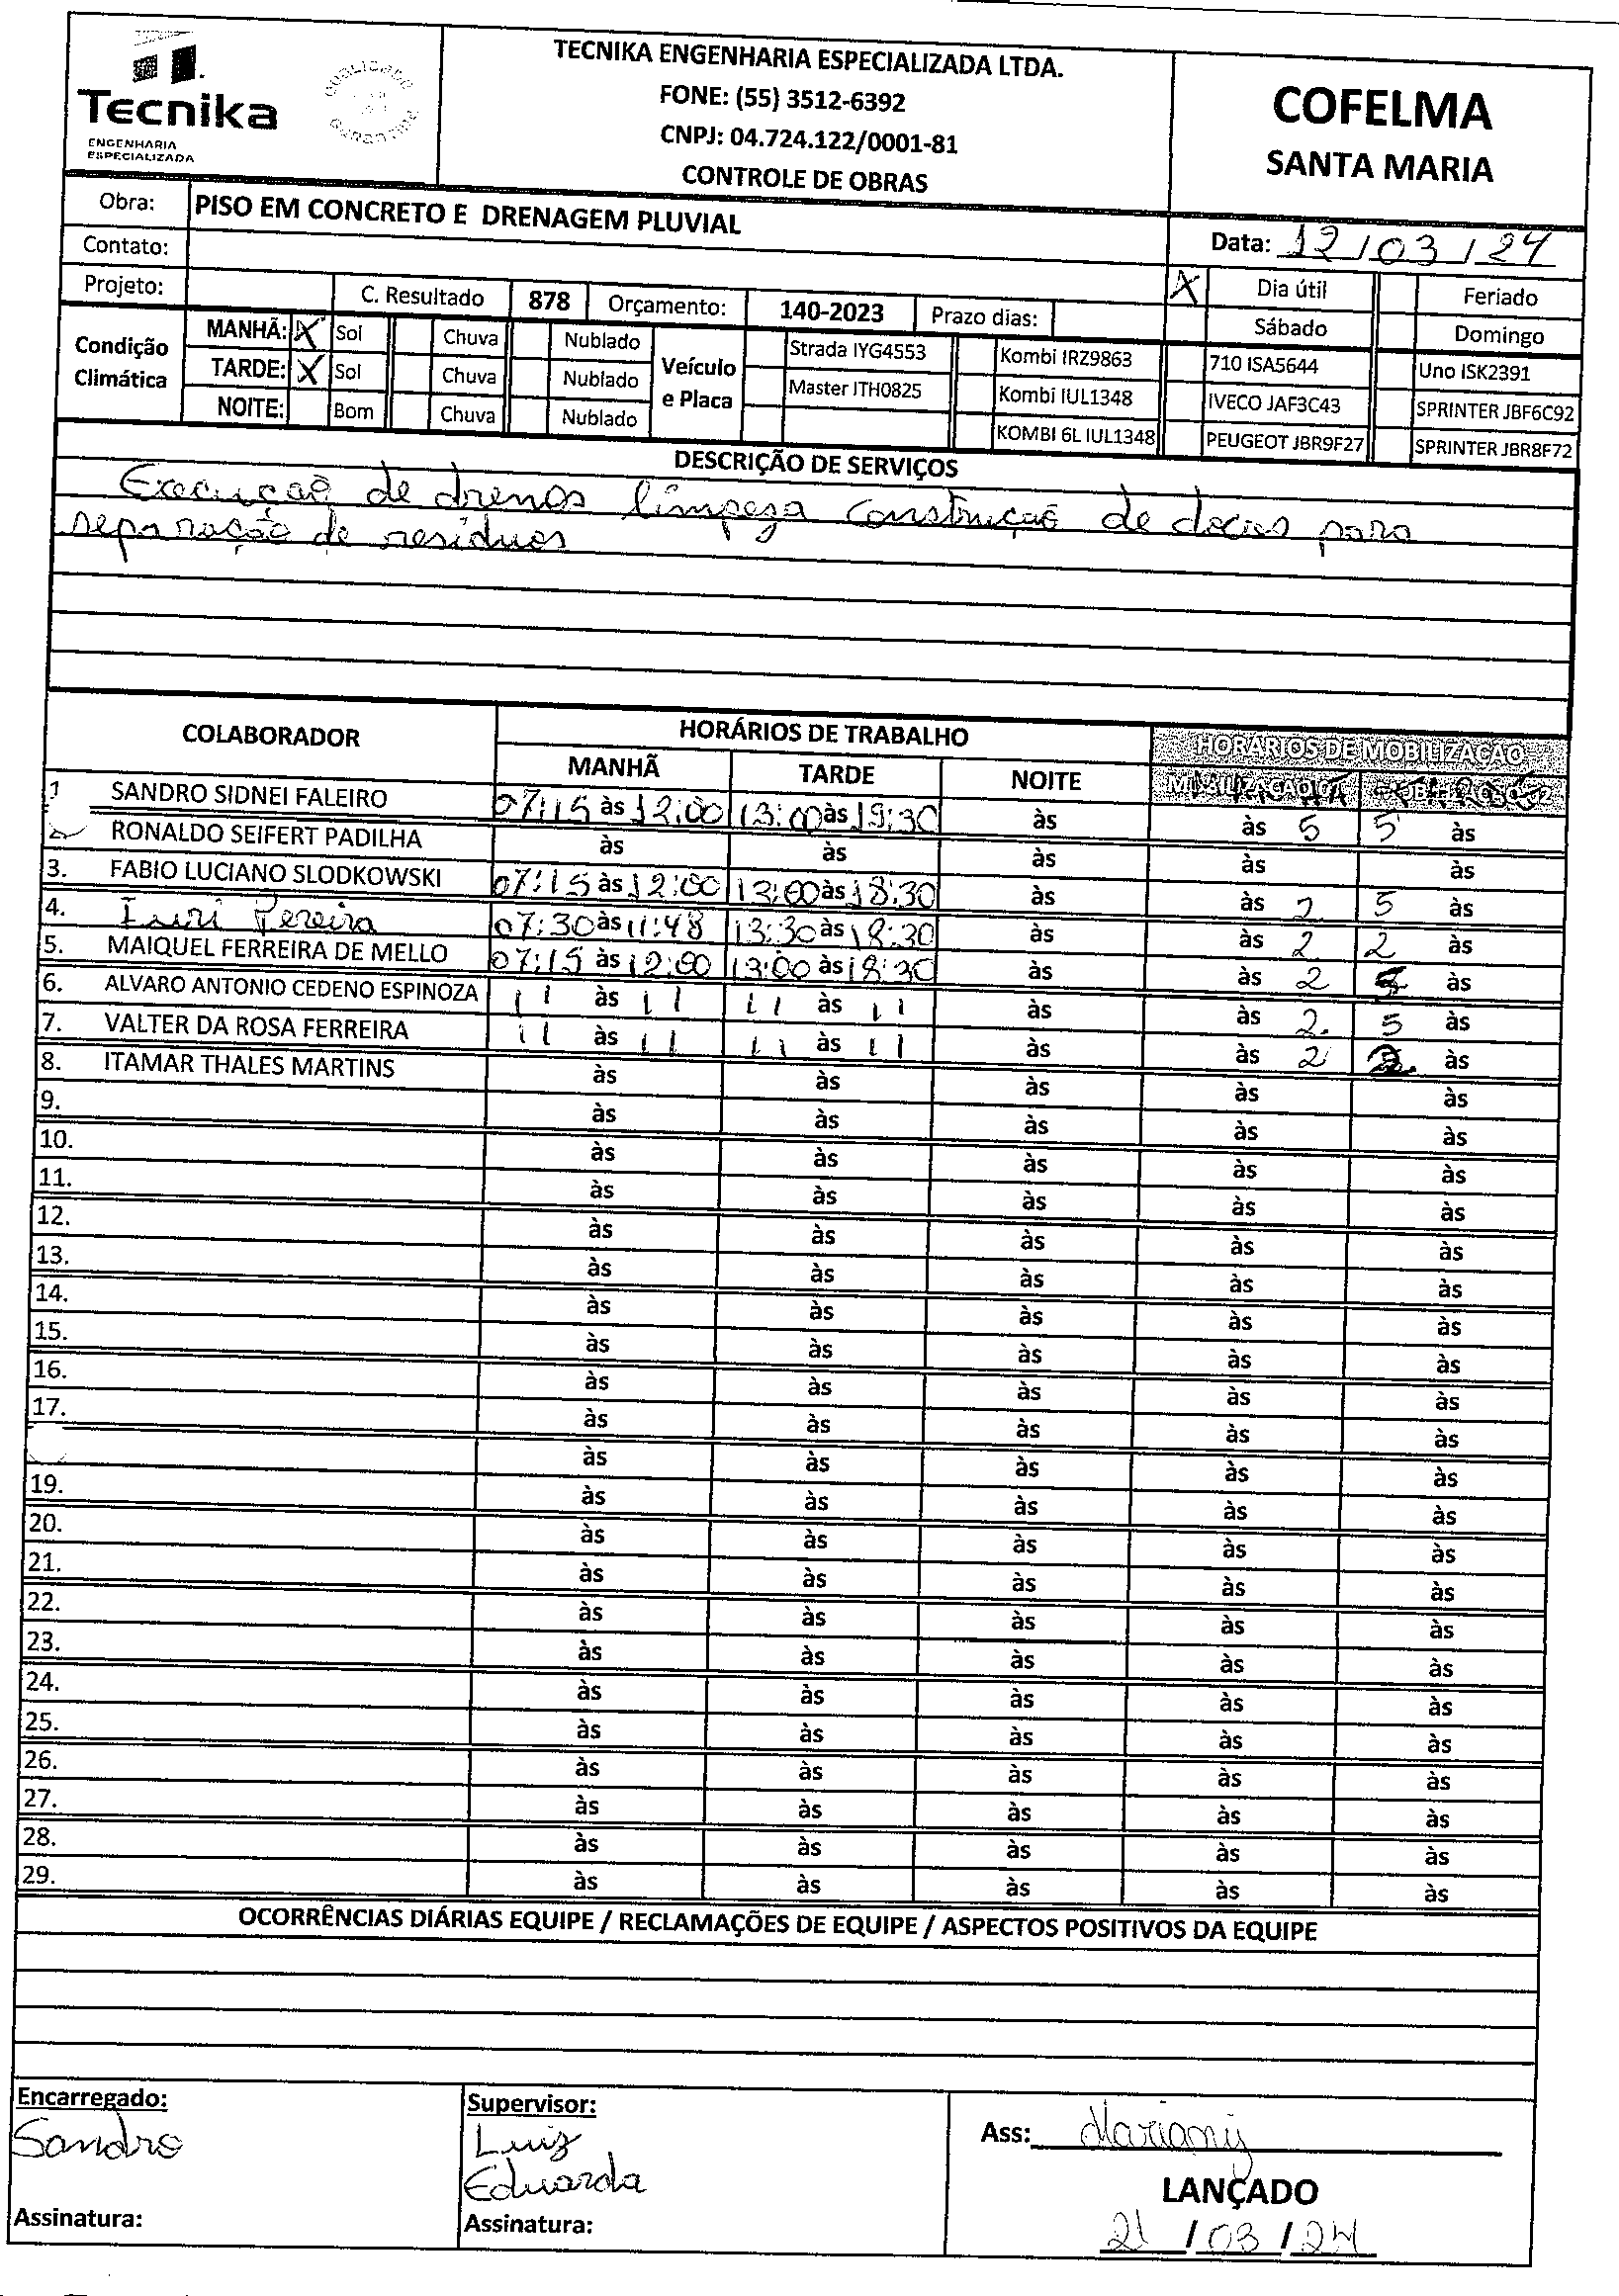 Tecnika
ENGENHARIA
ESPECIALIZADA
TECNIKA ENGENHARIA ESPECIALIZADA LTDA.
FONE: (55) 3512-6392
CNPJ: 04.724.122/0001-81
CONTROLE DE OBRAS
COFELMA
SANTA MARIA
Obra: PISO EM CONCRETO E DRENAGEM PLUVIAL
Data: 12/03/24
Contato:
Projeto: C. Resultado 878 Orçamento: 140-2023 Prazo dias:
X Dia útil Feriado
Sábado Domingo
Condição Climática
MANHÃ: X Sol Chuva Nublado
TARDE: X Sol Chuva Nublado
NOITE: Bom Chuva Nublado
Veículo e Placa
Strada IYG4553 Kombi IRZ9863 710 ISA5644 Uno ISK2391
Master ITH0825 Kombi IUL1348 IVECO JAF3C43 SPRINTER JBF6C92
KOMBI 6L IUL1348 PEUGEOT JBR9F27 SPRINTER JBR8F72
DESCRIÇÃO DE SERVIÇOS
Execução de drenos limpeza construção de docas para
separação de resíduos
COLABORADOR HORÁRIOS DE TRABALHO HORÁRIOS DE MOBILIZAÇÃO
MANHÃ TARDE NOITE
1 SANDRO SIDNEI FALEIRO 07:15 às 12:00 13:00 às 19:30 às às 5 5 às
RONALDO SEIFERT PADILHA às às às às às
3. FABIO LUCIANO SLODKOWSKI 07:15 às 12:00 13:00 às 18:30 às às 2 5 às
4. Iuri Pereira 07:30 às 11:48 13:30 às 18:30 às às 2 2 às
5. MAIQUEL FERREIRA DE MELLO 07:15 às 12:00 13:00 às 18:30 às às 2 5 às
6. ALVARO ANTONIO CEDENO ESPINOZA 11 às 11 11 às 11 às às 2. 5 às
7. VALTER DA ROSA FERREIRA 11 às 11 11 às 11 às às 2 às
8. ITAMAR THALES MARTINS às às às às às
9. às às às às às
10. às às às às às
11. às às às às às
12. às às às às às
13. às às às às às
14. às às às às às
15. às às às às às
16. às às às às às
17. às às às às às
às às às às às
19. às às às às às
20. às às às às às
21. às às às às às
22. às às às às às
23. às às às às às
24. às às às às às
25. às às às às às
26. às às às às às
27. às às às às às
28. às às às às às
29. às às às às às
OCORRÊNCIAS DIÁRIAS EQUIPE / RECLAMAÇÕES DE EQUIPE / ASPECTOS POSITIVOS DA EQUIPE
Encarregado:
Sandro
Assinatura:
Supervisor:
Luiz
Eduarda
Assinatura:
Ass: Mariany
LANÇADO
21/03/24